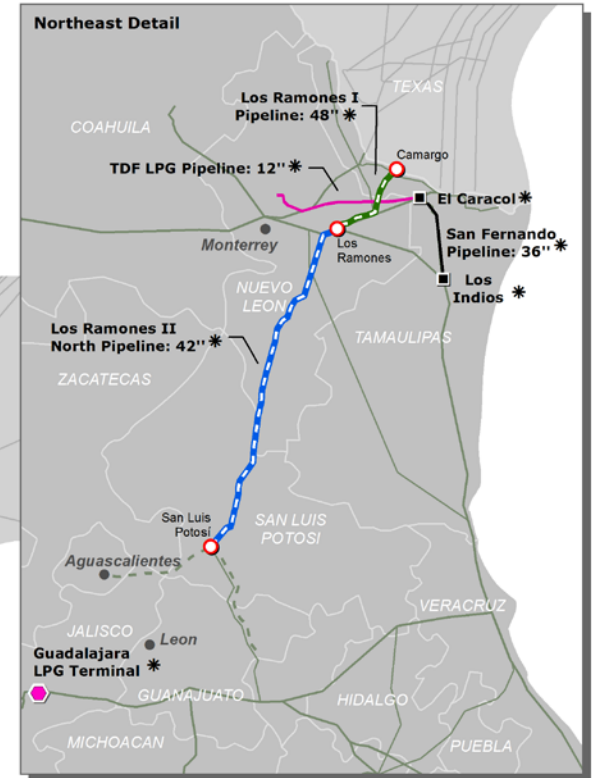 Northeast Detail
TEXAS
Los Ramones I
Pipeline: 48" ✳
COAHUILA
Camargo
TDF LPG Pipeline: 12" ✳
El Caracol ✳
San Fernando
Pipeline: 36" ✳
Monterrey
Los
Ramones
Los
Indios ✳
NUEVO
LEON
Los Ramones II
North Pipeline: 42" ✳
TAMAULIPAS
ZACATECAS
San Luis
Potosí
SAN LUIS
POTOSI
Aguascalientes
VERACRUZ
JALISCO
Leon
Guadalajara
LPG Terminal ✳
GUANAJUATO
HIDALGO
MICHOACAN
PUEBLA